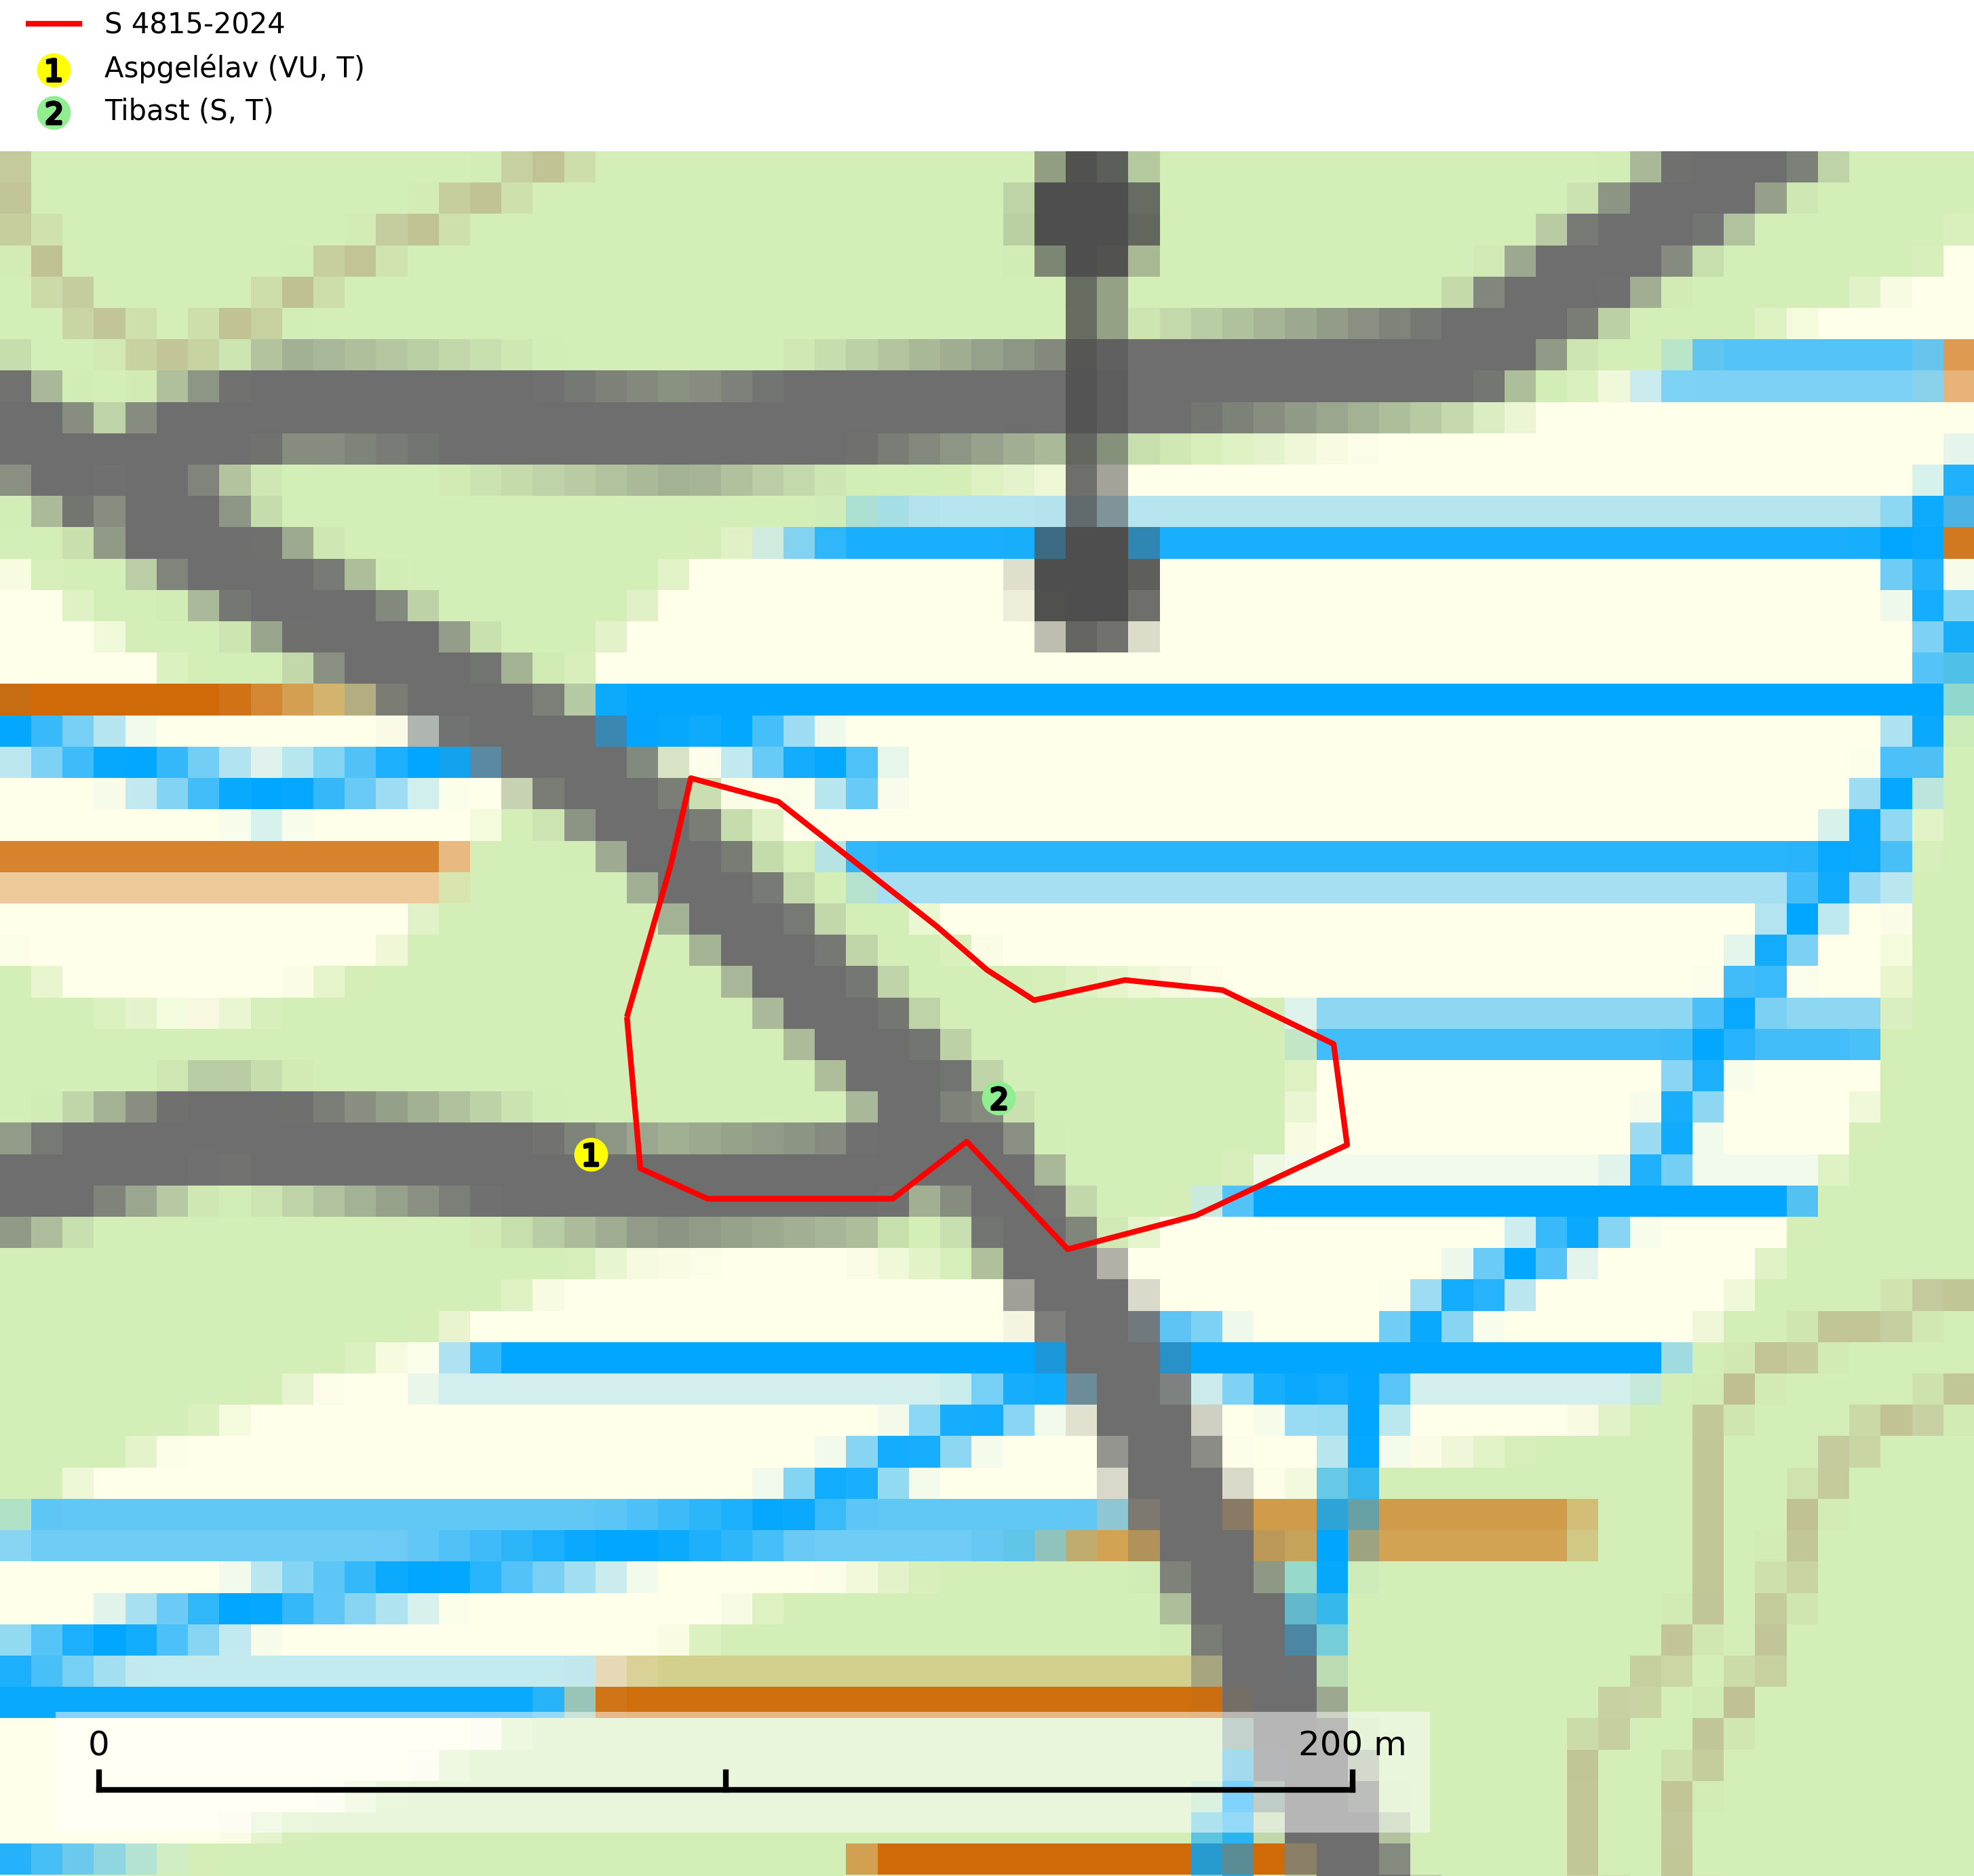 S 4815-2024
1 Aspgelélav (VU, T)
2 Tibast (S, T)
2
1
0 200 m